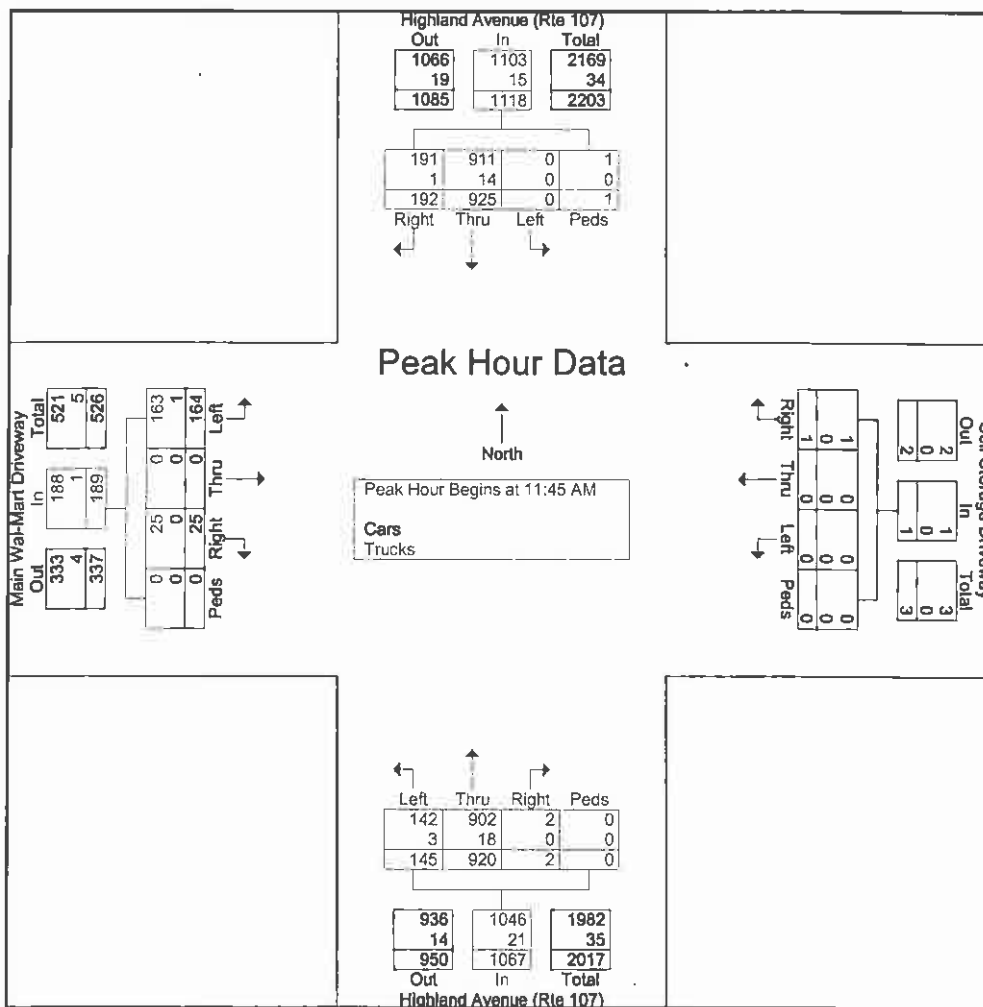 Highland Avenue (Rte 107)
Out In Total
1066 1103 2169
19 15 34
1085 1118 2203
191 911 0 1
1 14 0 0
192 925 0 1
Right Thru Left Peds
Peak Hour Data
Main Wal-Mart Driveway
Out In Total
333 188 521
4 1 5
337 189 526
Left Thru Right Peds
163 0 25 0
1 0 0 0
164 0 25 0
North
Peak Hour Begins at 11:45 AM
Cars
Trucks
Right Thru Left Peds
1 0 0 0
0 0 0 0
1 0 0 0
Out In Total
2 1 3
0 0 0
2 1 3
Storage Driveway
Left Thru Right Peds
142 902 2 0
3 18 0 0
145 920 2 0
936 1046 1982
14 21 35
950 1067 2017
Out In Total
Highland Avenue (Rte 107)